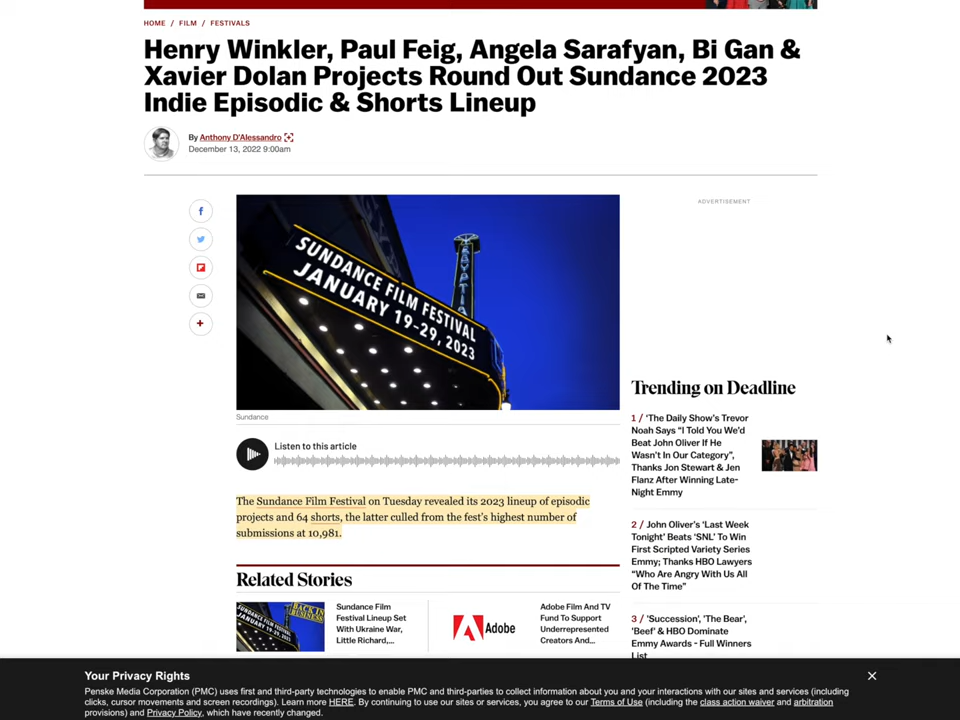 HOME / FILM / FESTIVALS
Henry Winkler, Paul Feig, Angela Sarafyan, Bi Gan &
Xavier Dolan Projects Round Out Sundance 2023
Indie Episodic & Shorts Lineup
By Anthony D'Alessandro
December 13, 2022 9:00am
ADVERTISEMENT
SUNDANCE FILM FESTIVAL
JANUARY 19-29, 2023
EGYPTIAN
Sundance
Listen to this article
The Sundance Film Festival on Tuesday revealed its 2023 lineup of episodic
projects and 64 shorts, the latter culled from the fest's highest number of
submissions at 10,981.
Related Stories
BACK IN
BUSINESS
JANUARY 19-29, 2023
Sundance Film
Festival Lineup Set
With Ukraine War,
Little Richard,...
Adobe
Adobe Film And TV
Fund To Support
Underrepresented
Creators And...
Trending on Deadline
1 / 'The Daily Show's Trevor
Noah Says "I Told You We'd
Beat John Oliver If He
Wasn't In Our Category",
Thanks Jon Stewart & Jen
Flanz After Winning Late-
Night Emmy
2 / John Oliver's 'Last Week
Tonight' Beats 'SNL' To Win
First Scripted Variety Series
Emmy; Thanks HBO Lawyers
"Who Are Angry With Us All
Of The Time"
3 / 'Succession', 'The Bear',
'Beef' & HBO Dominate
Emmy Awards - Full Winners
List
Your Privacy Rights
Penske Media Corporation (PMC) uses first and third-party technologies to enable PMC and third-parties to collect information about you and your interactions with our sites and services (including
clicks, cursor movements and screen recordings). Learn more HERE. By continuing to use our sites or services, you agree to our Terms of Use (including the class action waiver and arbitration
provisions) and Privacy Policy, which have recently changed.